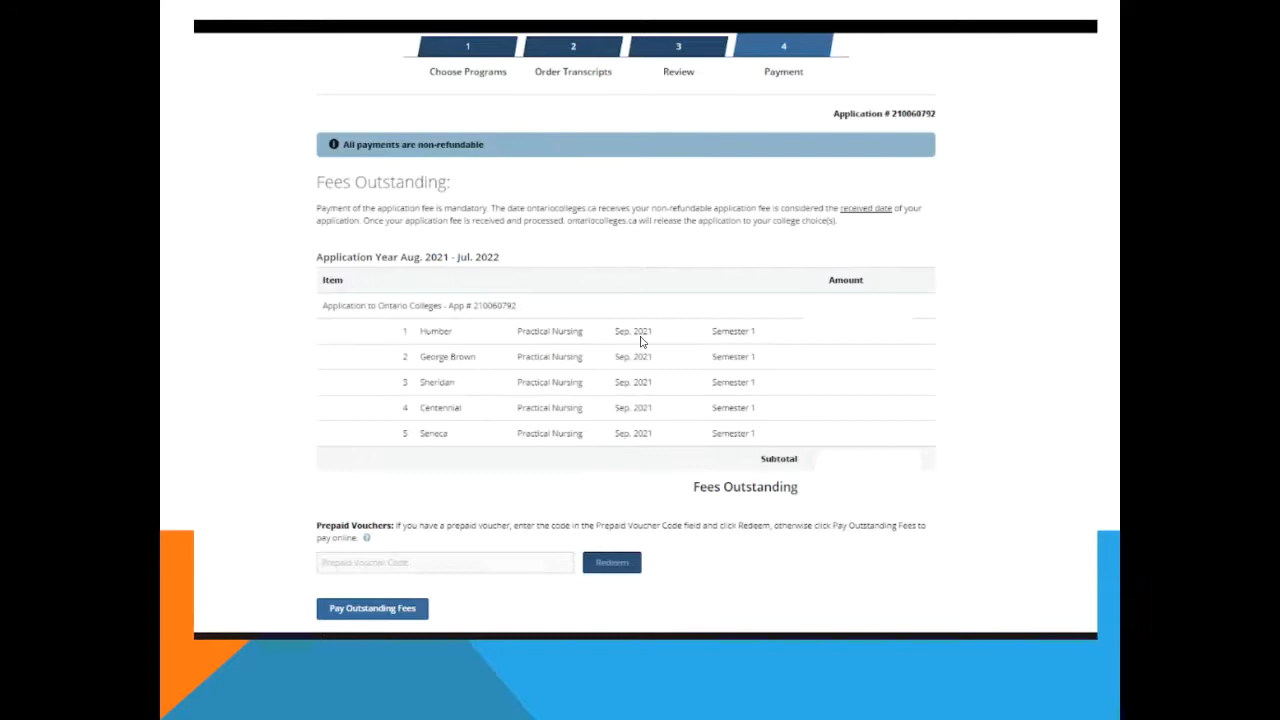 1 2 3 4
Choose Programs Order Transcripts Review Payment
Application # 210060792
All payments are non-refundable
Fees Outstanding:
Payment of the application fee is mandatory. The date ontariocolleges.ca receives your non-refundable application fee is considered the received date of your
application. Once your application fee is received and processed, ontariocolleges.ca will release the application to your college choice(s).
Application Year Aug. 2021 - Jul. 2022
Item Amount
Application to Ontario Colleges - App # 210060792
1 Humber Practical Nursing Sep. 2021 Semester 1
2 George Brown Practical Nursing Sep. 2021 Semester 1
3 Sheridan Practical Nursing Sep. 2021 Semester 1
4 Centennial Practical Nursing Sep. 2021 Semester 1
5 Seneca Practical Nursing Sep. 2021 Semester 1
Subtotal
Fees Outstanding
Prepaid Vouchers: If you have a prepaid voucher, enter the code in the Prepaid Voucher Code field and click Redeem, otherwise click Pay Outstanding Fees to
pay online.
Prepaid Voucher Code Redeem
Pay Outstanding Fees